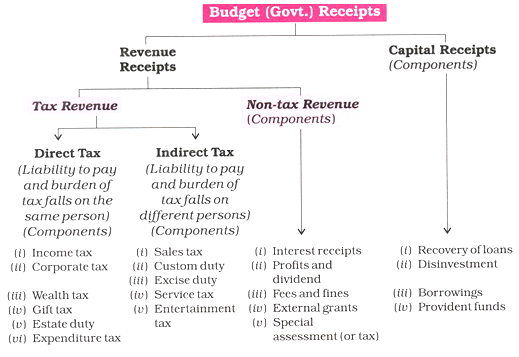 Budget (Govt.) Receipts
Revenue
Receipts
Capital Receipts
(Components)
Tax Revenue
Non-tax Revenue
(Components)
Direct Tax
(Liability to pay
and burden of
tax falls on the
same person)
(Components)
(i) Income tax
(ii) Corporate tax
(iii) Wealth tax
(iv) Gift tax
(v) Estate duty
(vi) Expenditure tax
Indirect Tax
(Liability to pay
and burden of
tax falls on
different persons)
(Components)
(i) Sales tax
(ii) Custom duty
(iii) Excise duty
(iv) Service tax
(v) Entertainment
tax
(i) Interest receipts
(ii) Profits and
dividend
(iii) Fees and fines
(iv) External grants
(v) Special
assessment (or tax)
(i) Recovery of loans
(ii) Disinvestment
(iii) Borrowings
(iv) Provident funds